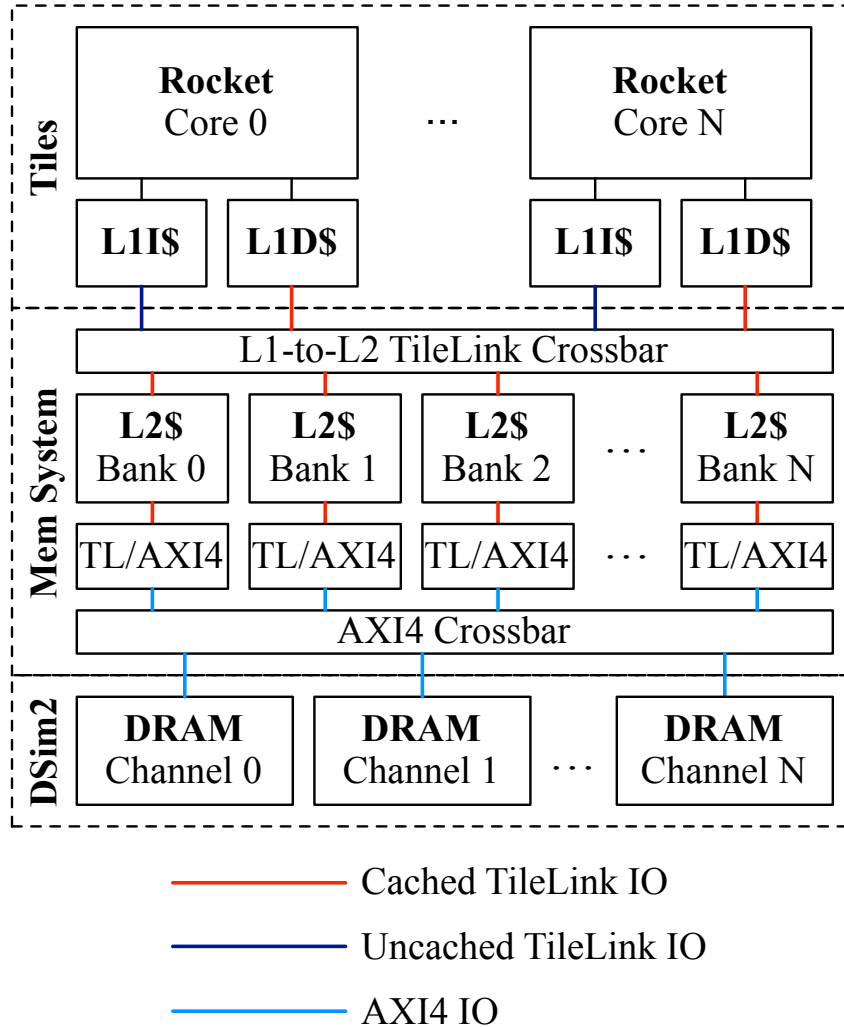 Tiles
Rocket
Core 0
...
Rocket
Core N
L1I$
L1D$
L1I$
L1D$
Mem System
L1-to-L2 TileLink Crossbar
L2$
Bank 0
L2$
Bank 1
L2$
Bank 2
...
L2$
Bank N
TL/AXI4
TL/AXI4
TL/AXI4
...
TL/AXI4
AXI4 Crossbar
DSim2
DRAM
Channel 0
DRAM
Channel 1
...
DRAM
Channel N
Cached TileLink IO
Uncached TileLink IO
AXI4 IO